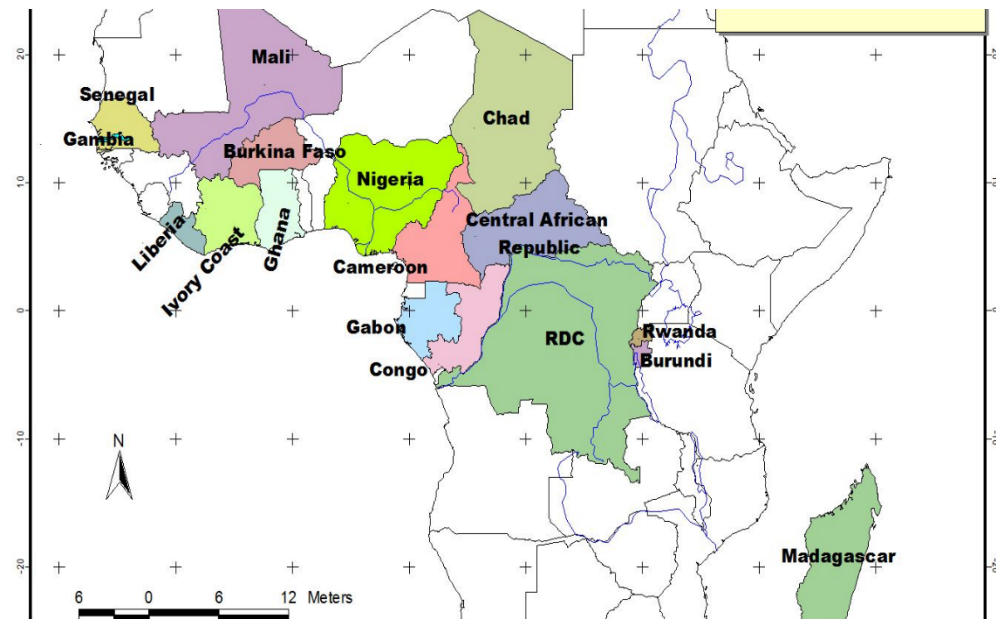 20
Mali
Senegal
Chad
Gambia
Burkina Faso
10
Nigeria
Central African
Republic
Liberia
Ivory Coast
Ghana
Cameroon
0
Gabon
RDC
Rwanda
Burundi
Congo
-10
N
-20
Madagascar
6 0 6 12 Meters